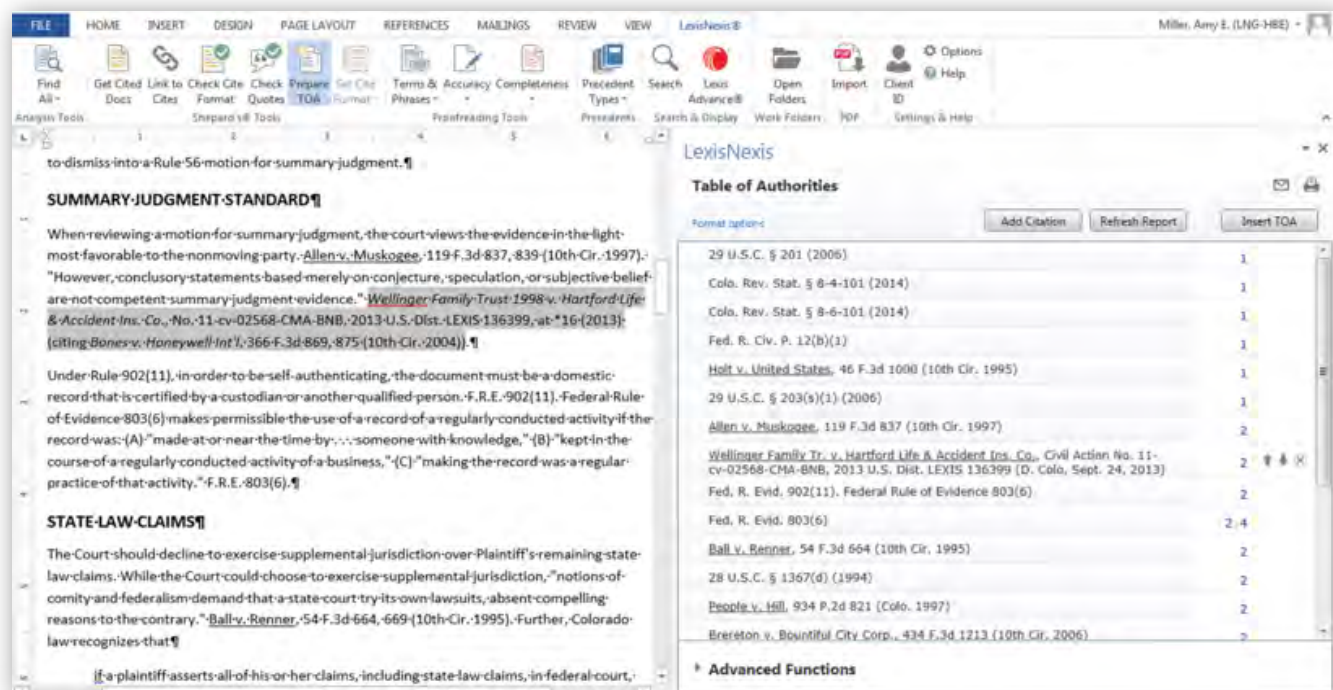 FILE HOME INSERT DESIGN PAGE LAYOUT REFERENCES MAILINGS REVIEW VIEW LexisNexis® Miller, Amy E. (LNG-HBE)
Find All
Get Cited Docs
Link to Cites
Check Cite Format
Check Quotes
Prepare TOA
Set Cite Format
Terms & Phrases
Accuracy
Completeness
Precedent Types
Search
Lexis Advance®
Open Folders
Import
Client ID
Options
Help
Analysis Tools Shepard's® Tools Proofreading Tools Precedents Search & Display Work Folders PDF Settings & Help
1 2 3 4 5 6
to·dismiss·into·a·Rule·56·motion·for·summary·judgment.¶
SUMMARY·JUDGMENT·STANDARD¶
When·reviewing·a·motion·for·summary·judgment,·the·court·views·the·evidence·in·the·light·
most·favorable·to·the·nonmoving·party.·Allen·v.·Muskogee,·119·F.3d·837,·839·(10th·Cir.·1997).·
"However,·conclusory·statements·based·merely·on·conjecture,·speculation,·or·subjective·belief·
are·not·competent·summary·judgment·evidence."·Wellinger·Family·Trust·1998·v.·Hartford·Life·
&·Accident·Ins.·Co.,·No.·11-cv-02568-CMA-BNB,·2013·U.S.·Dist.·LEXIS·136399,·at·*16·(2013)·
(citing·Bones·v.·Honeywell·Int'l,·366·F.3d·869,·875·(10th·Cir.·2004)).¶
Under·Rule·902(11),·in·order·to·be·self-authenticating,·the·document·must·be·a·domestic·
record·that·is·certified·by·a·custodian·or·another·qualified·person.·F.R.E.·902(11).·Federal·Rule·
of·Evidence·803(6)·makes·permissible·the·use·of·a·record·of·a·regularly·conducted·activity·if·the·
record·was:·(A)·"made·at·or·near·the·time·by·.·.·.·someone·with·knowledge,"·(B)·"kept·in·the·
course·of·a·regularly·conducted·activity·of·a·business,"·(C)·"making·the·record·was·a·regular·
practice·of·that·activity."·F.R.E.·803(6).¶
STATE·LAW·CLAIMS¶
The·Court·should·decline·to·exercise·supplemental·jurisdiction·over·Plaintiff's·remaining·state·
law·claims.·While·the·Court·could·choose·to·exercise·supplemental·jurisdiction,·"notions·of·
comity·and·federalism·demand·that·a·state·court·try·its·own·lawsuits,·absent·compelling·
reasons·to·the·contrary."·Ball·v.·Renner,·54·F.3d·664,·669·(10th·Cir.·1995).·Further,·Colorado·
law·recognizes·that¶
if·a·plaintiff·asserts·all·of·his·or·her·claims,·including·state·law·claims,·in·federal·court,·
LexisNexis
Table of Authorities
Format options Add Citation Refresh Report Insert TOA
29 U.S.C. § 201 (2006) 1
Colo. Rev. Stat. § 8-4-101 (2014) 1
Colo. Rev. Stat. § 8-6-101 (2014) 1
Fed. R. Civ. P. 12(b)(1) 1
Holt v. United States, 46 F.3d 1000 (10th Cir. 1995) 1
29 U.S.C. § 203(s)(1) (2006) 1
Allen v. Muskogee, 119 F.3d 837 (10th Cir. 1997) 2
Wellinger Family Tr. v. Hartford Life & Accident Ins. Co., Civil Action No. 11-
cv-02568-CMA-BNB, 2013 U.S. Dist. LEXIS 136399 (D. Colo. Sept. 24, 2013) 2
Fed. R. Evid. 902(11). Federal Rule of Evidence 803(6) 2
Fed. R. Evid. 803(6) 2, 4
Ball v. Renner, 54 F.3d 664 (10th Cir. 1995) 2
28 U.S.C. § 1367(d) (1994) 2
People v. Hill, 934 P.2d 821 (Colo. 1997) 2
Brereton v. Bountiful City Corp., 434 F.3d 1213 (10th Cir. 2006) 2
Advanced Functions